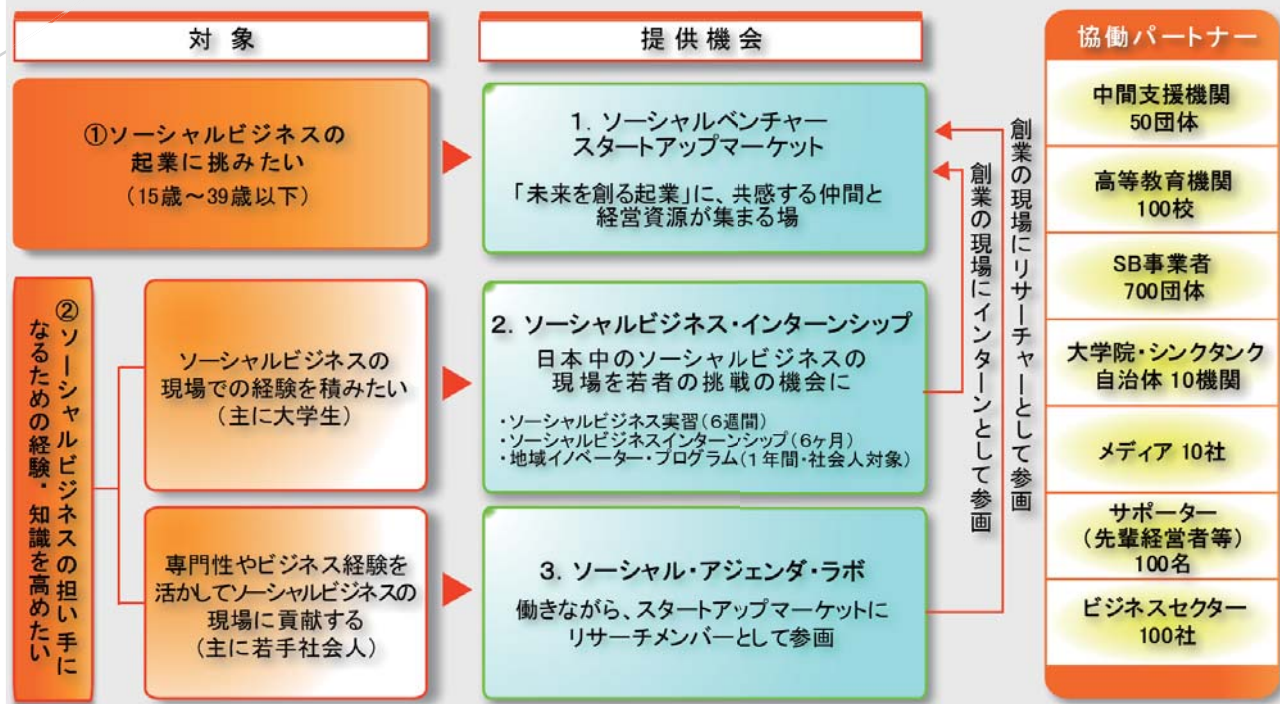 対象
提供機会
協働パートナー
①ソーシャルビジネスの
起業に挑みたい
(15歳～39歳以下)
1. ソーシャルベンチャー
スタートアップマーケット
「未来を創る起業」に、共感する仲間と
経営資源が集まる場
②ソーシャルビジネスの担い手に
なるための経験・知識を高めたい
ソーシャルビジネスの
現場での経験を積みたい
(主に大学生)
2. ソーシャルビジネス・インターンシップ
日本中のソーシャルビジネスの
現場を若者の挑戦の機会に
・ソーシャルビジネス実習(6週間)
・ソーシャルビジネスインターンシップ(6ヶ月)
・地域イノベーター・プログラム(1年間・社会人対象)
専門性やビジネス経験を
活かしてソーシャルビジネスの
現場に貢献する
(主に若手社会人)
3. ソーシャル・アジェンダ・ラボ
働きながら、スタートアップマーケットに
リサーチメンバーとして参画
創業の現場にインターンとして参画
創業の現場にリサーチャーとして参画
中間支援機関
50団体
高等教育機関
100校
SB事業者
700団体
大学院・シンクタンク
自治体 10機関
メディア 10社
サポーター
(先輩経営者等)
100名
ビジネスセクター
100社